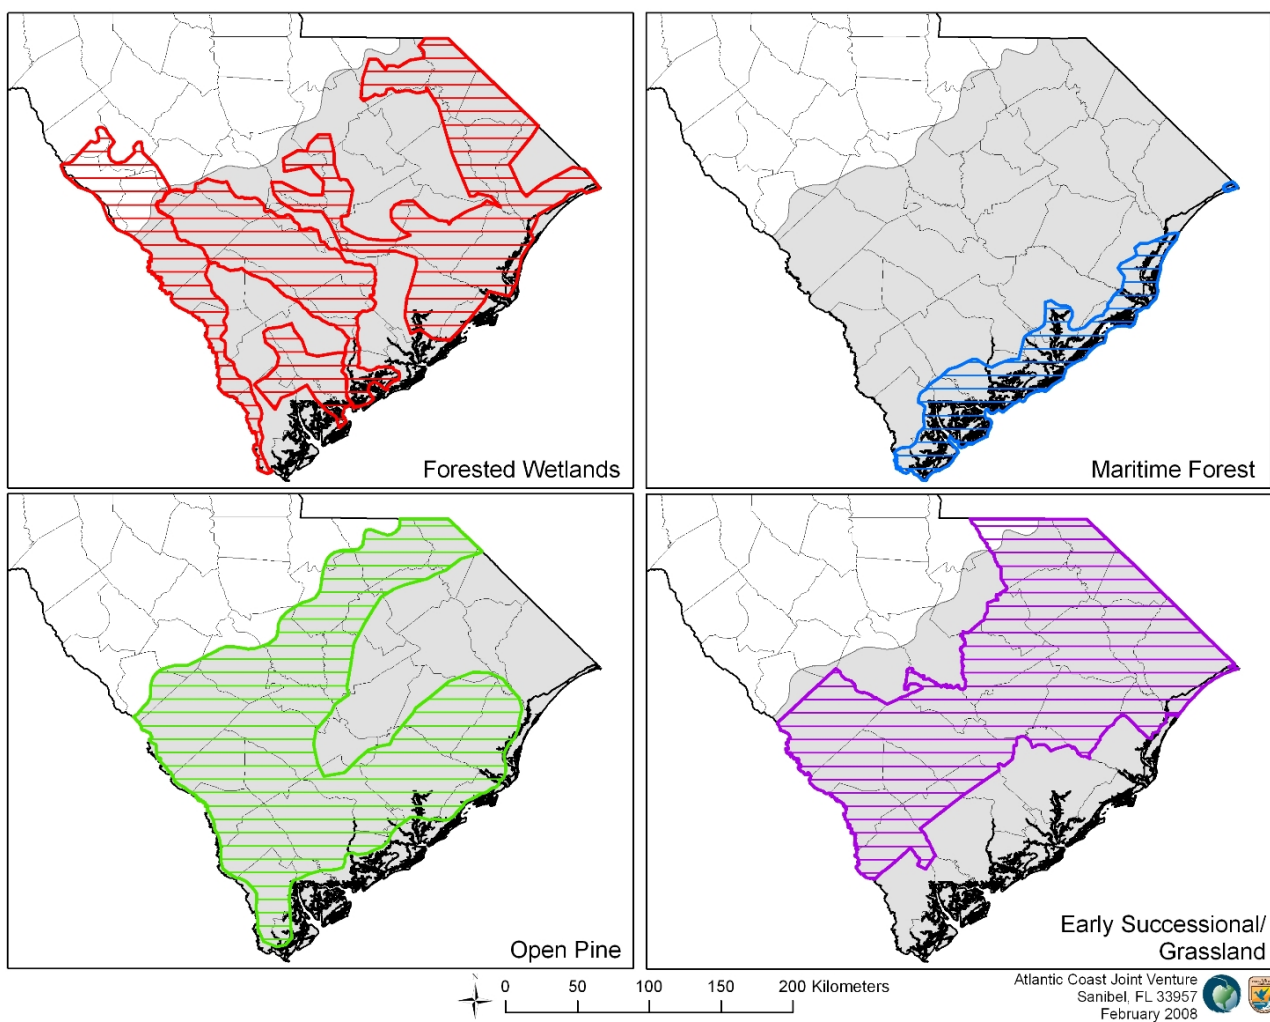 Forested Wetlands
Maritime Forest
Open Pine
Early Successional/
Grassland
0 50 100 150 200 Kilometers
Atlantic Coast Joint Venture
Sanibel, FL 33957
February 2008